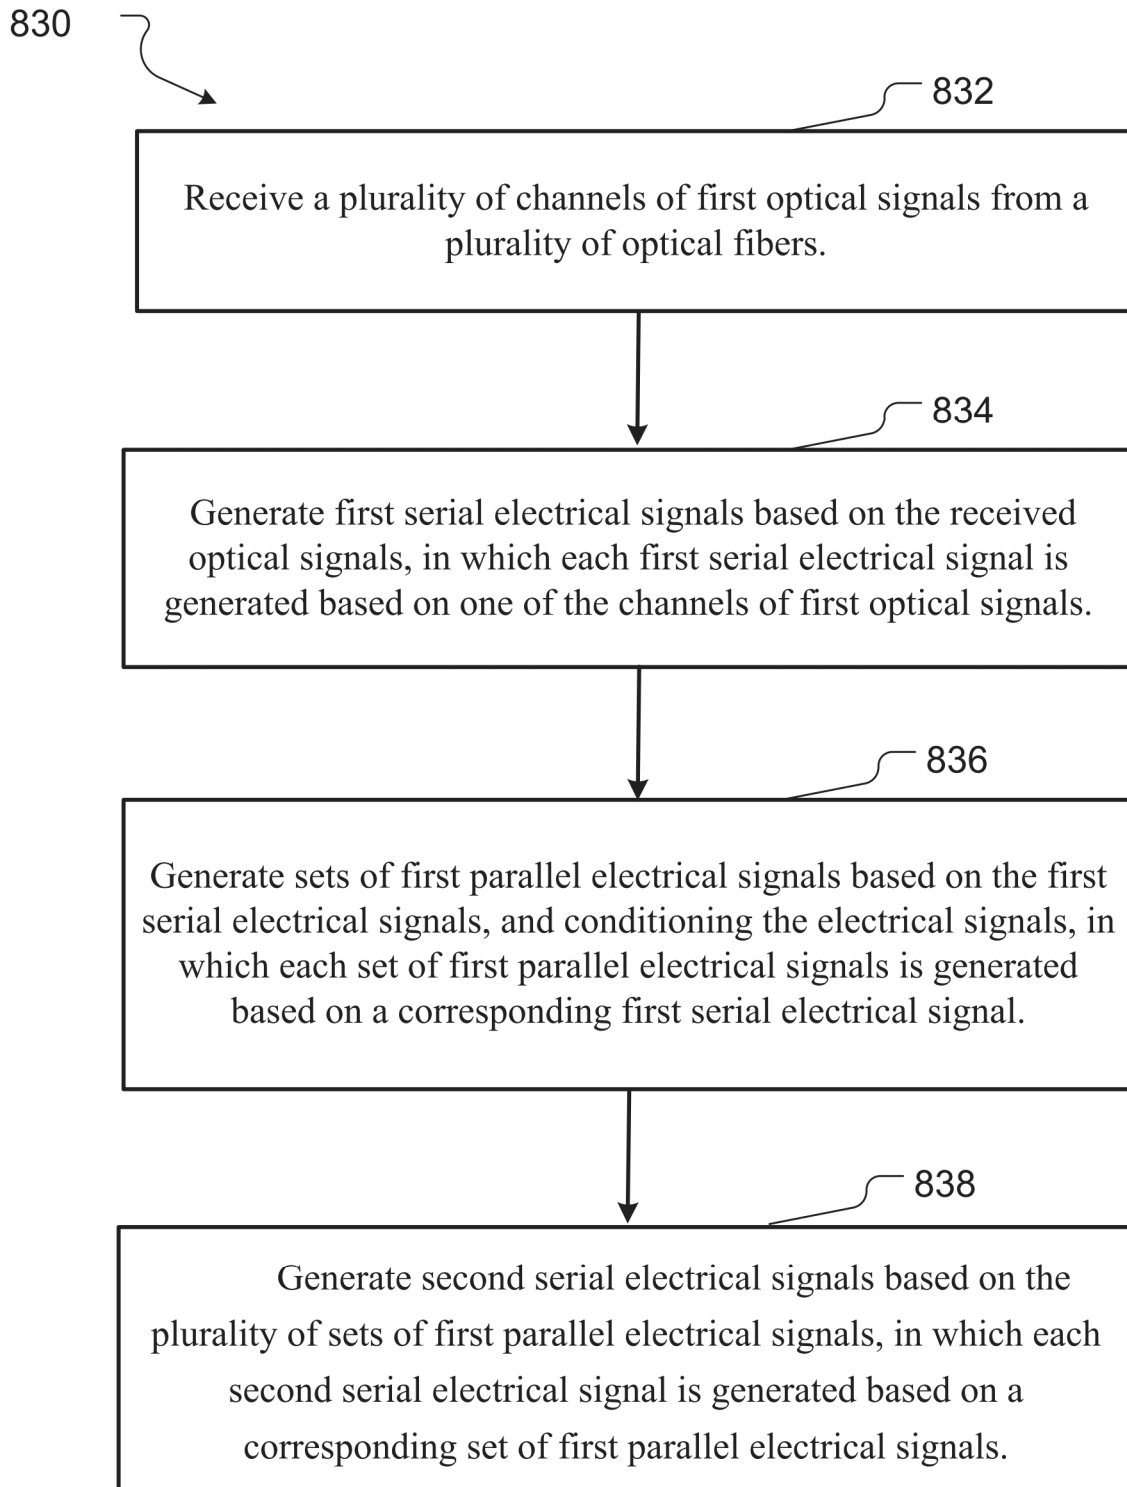 830
832
Receive a plurality of channels of first optical signals from a
plurality of optical fibers.
834
Generate first serial electrical signals based on the received
optical signals, in which each first serial electrical signal is
generated based on one of the channels of first optical signals.
836
Generate sets of first parallel electrical signals based on the first
serial electrical signals, and conditioning the electrical signals, in
which each set of first parallel electrical signals is generated
based on a corresponding first serial electrical signal.
838
Generate second serial electrical signals based on the
plurality of sets of first parallel electrical signals, in which each
second serial electrical signal is generated based on a
corresponding set of first parallel electrical signals.